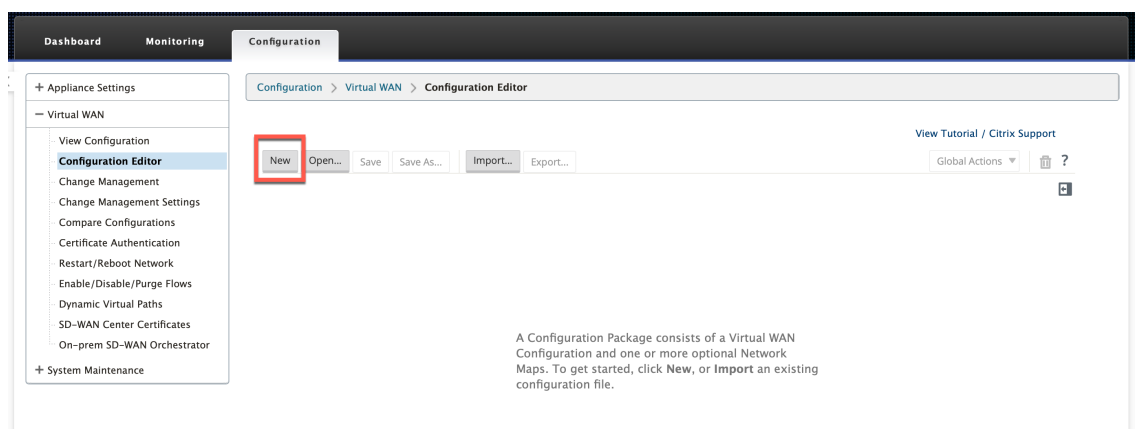 Dashboard Monitoring Configuration
+ Appliance Settings
− Virtual WAN
View Configuration
Configuration Editor
Change Management
Change Management Settings
Compare Configurations
Certificate Authentication
Restart/Reboot Network
Enable/Disable/Purge Flows
Dynamic Virtual Paths
SD-WAN Center Certificates
On-prem SD-WAN Orchestrator
+ System Maintenance
Configuration > Virtual WAN > Configuration Editor
View Tutorial / Citrix Support
New Open... Save Save As... Import... Export... Global Actions ▼ ?
A Configuration Package consists of a Virtual WAN
Configuration and one or more optional Network
Maps. To get started, click New, or Import an existing
configuration file.